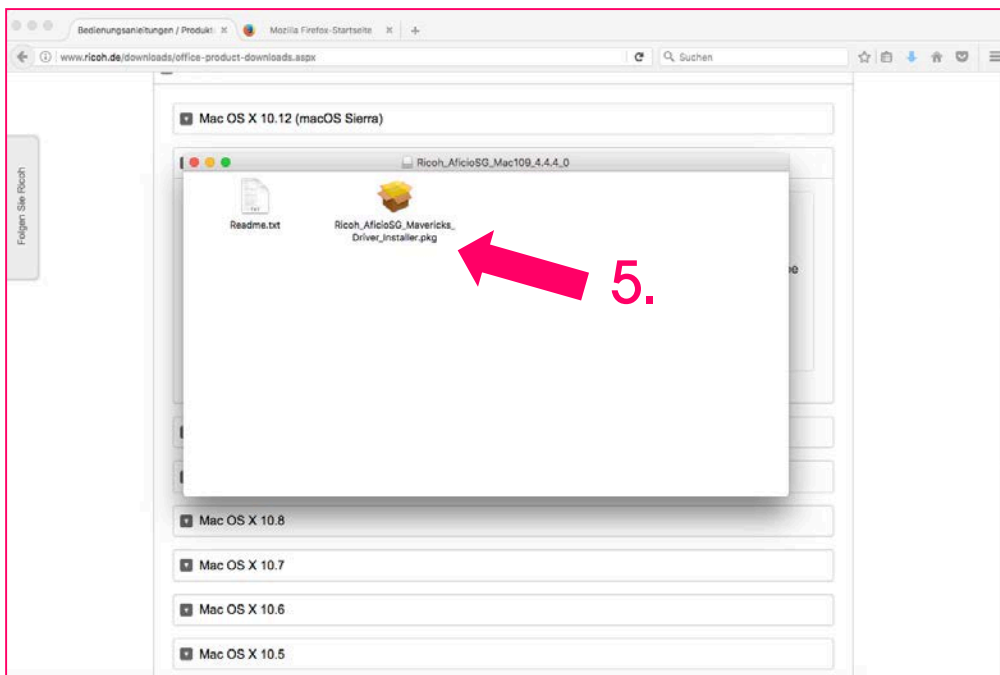 Bedienungsanleitungen / Produkt
Mozilla Firefox-Startseite
www.ricoh.de/downloads/office-product-downloads.aspx
Suchen
Folgen Sie Ricoh
Mac OS X 10.12 (macOS Sierra)
Ricoh_AficioSG_Mac109_4.4.4_0
Readme.txt
Ricoh_AficioSG_Mavericks_
Driver_Installer.pkg
5.
Mac OS X 10.8
Mac OS X 10.7
Mac OS X 10.6
Mac OS X 10.5